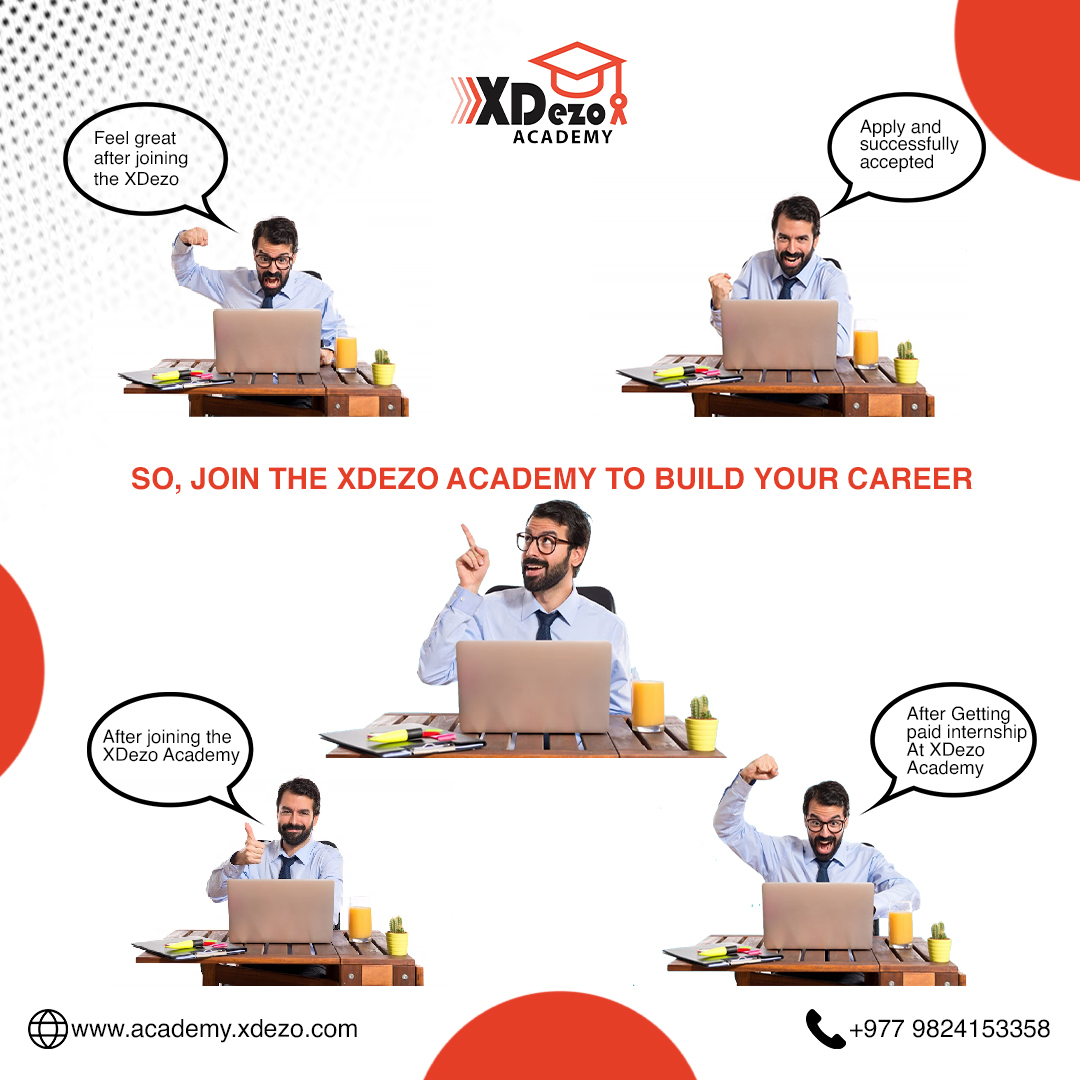 XDezo
ACADEMY
Feel great
after joining
the XDezo
Apply and
successfully
accepted
SO, JOIN THE XDEZO ACADEMY TO BUILD YOUR CAREER
After joining the
XDezo Academy
After Getting
paid internship
At XDezo
Academy
www.academy.xdezo.com
+977 9824153358